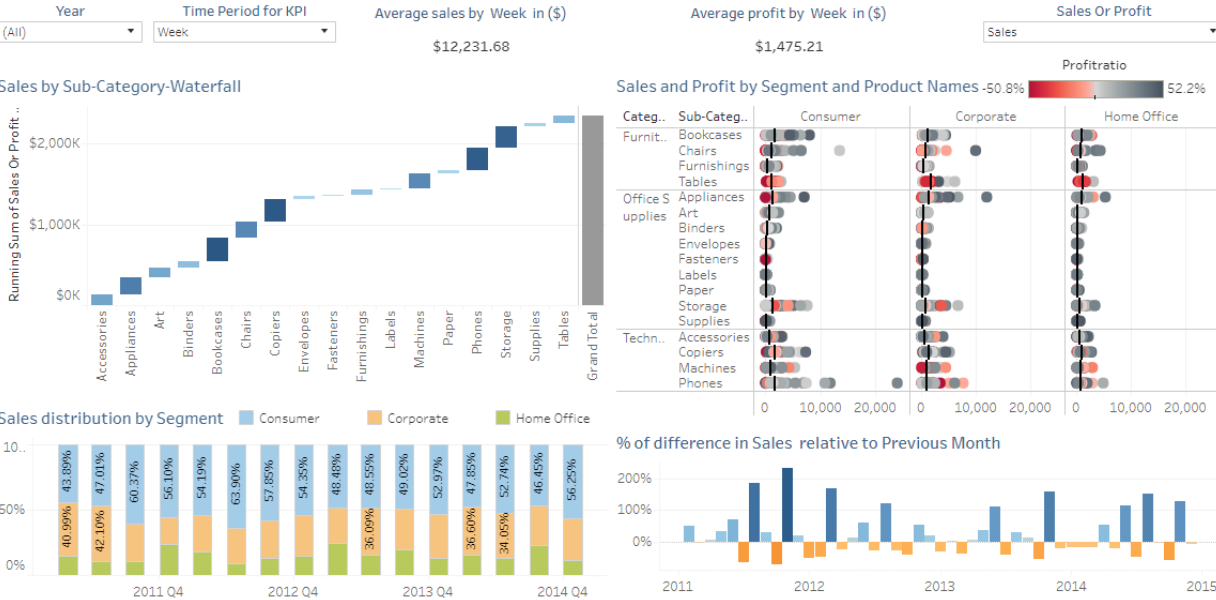 Year
Time Period for KPI
Average sales by Week in ($)
Average profit by Week in ($)
Sales Or Profit
(All)
Week
$12,231.68
$1,475.21
Sales
Profitratio
-50.8%
52.2%
Sales by Sub-Category-Waterfall
Running Sum of Sales Or Profit ..
$2,000K
$1,000K
$0K
Accessories
Appliances
Art
Binders
Bookcases
Chairs
Copiers
Envelopes
Fasteners
Furnishings
Labels
Machines
Paper
Phones
Storage
Supplies
Tables
Grand Total
Sales and Profit by Segment and Product Names
Categ..
Sub-Categ..
Consumer
Corporate
Home Office
Furnit..
Bookcases
Chairs
Furnishings
Tables
Office S
upplies
Appliances
Art
Binders
Envelopes
Fasteners
Labels
Paper
Storage
Supplies
Techn..
Accessories
Copiers
Machines
Phones
0 10,000 20,000
0 10,000 20,000
0 10,000 20,000
Sales distribution by Segment
Consumer
Corporate
Home Office
10..
50%
0%
43.89%
47.01%
60.37%
56.10%
54.19%
63.90%
57.85%
54.35%
48.48%
48.55%
49.02%
52.97%
47.85%
52.74%
46.45%
56.25%
40.99%
42.10%
36.09%
36.60%
34.05%
2011 Q4
2012 Q4
2013 Q4
2014 Q4
% of difference in Sales relative to Previous Month
200%
100%
0%
2011
2012
2013
2014
2015